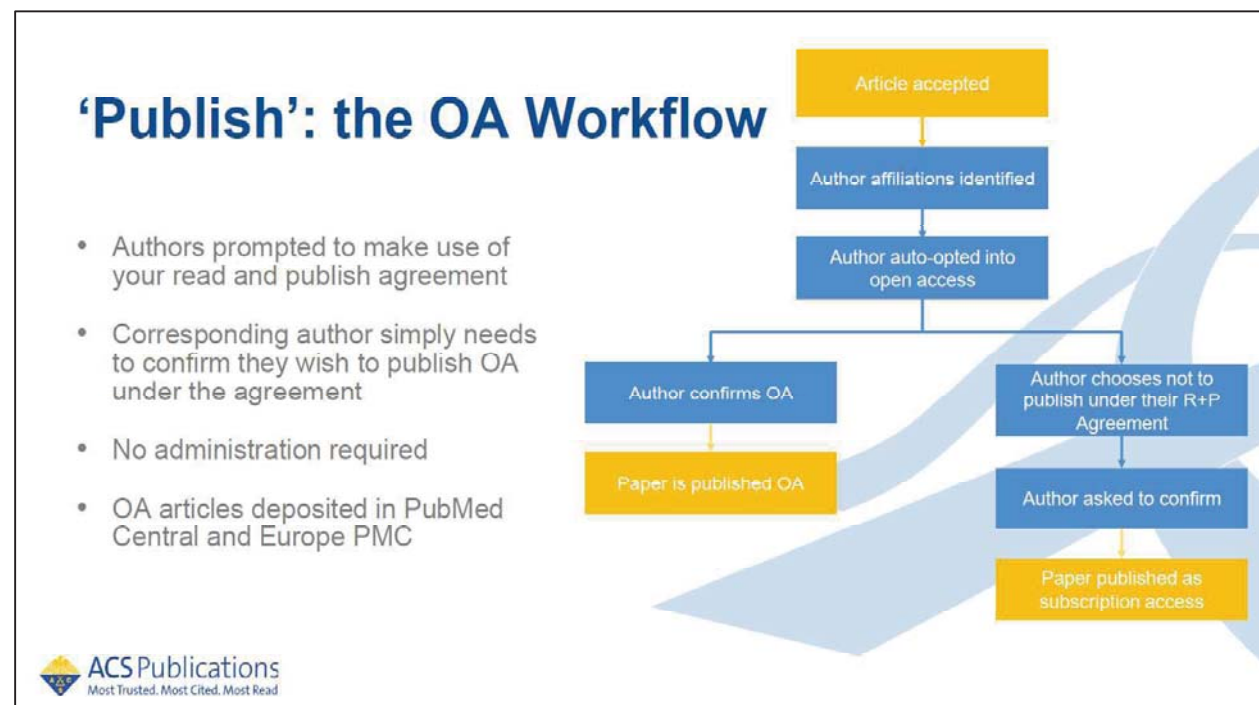 ‘Publish’: the OA Workflow
• Authors prompted to make use of
your read and publish agreement
• Corresponding author simply needs
to confirm they wish to publish OA
under the agreement
• No administration required
• OA articles deposited in PubMed
Central and Europe PMC
Article accepted
Author affiliations identified
Author auto-opted into
open access
Author confirms OA
Paper is published OA
Author chooses not to
publish under their R+P
Agreement
Author asked to confirm
Paper published as
subscription access
ACS Publications
Most Trusted. Most Cited. Most Read